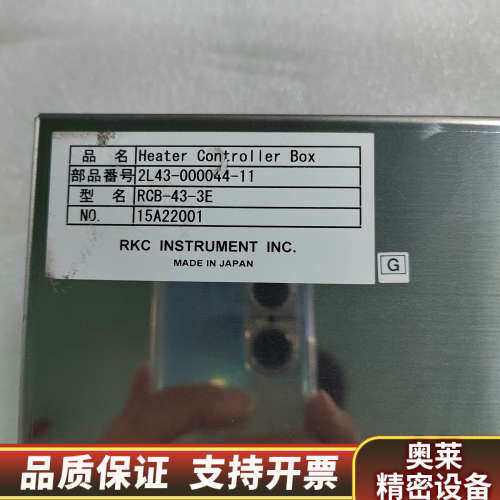 品 名 Heater Controller Box
部品番号 2L43-000044-11
型 名 RCB-43-3E
NO. 15A22001
RKC INSTRUMENT INC.
MADE IN JAPAN
G
品质保证 支持开票
奥莱
精密设备